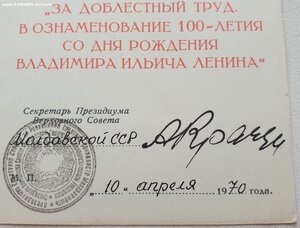 „ЗА ДОБЛЕСТНЫЙ ТРУД.
В ОЗНАМЕНОВАНИЕ 100-ЛЕТИЯ
СО ДНЯ РОЖДЕНИЯ
ВЛАДИМИРА ИЛЬИЧА ЛЕНИНА“
Секретарь Президиума
Верховного Совета
Молдавской ССР
М. П.
„10“ апреля 1970 года.